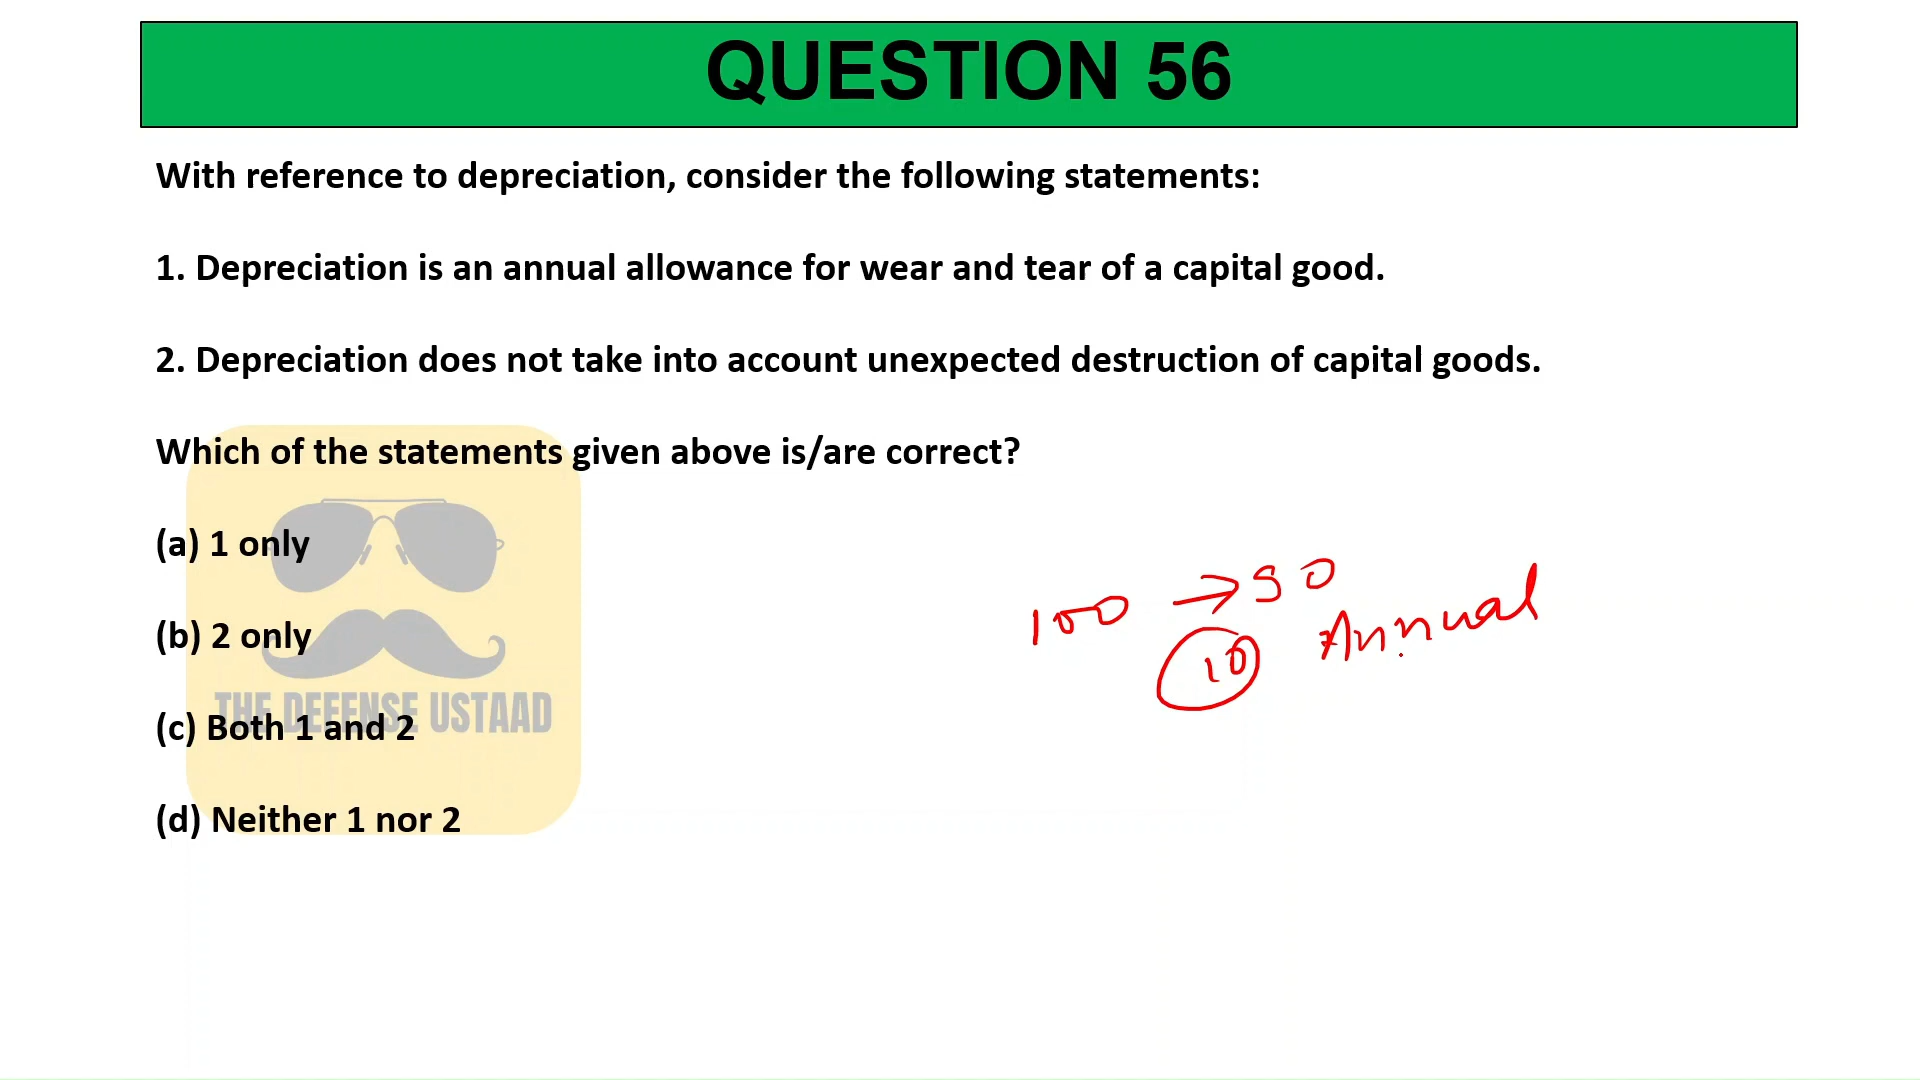 QUESTION 56
With reference to depreciation, consider the following statements:
1. Depreciation is an annual allowance for wear and tear of a capital good.
2. Depreciation does not take into account unexpected destruction of capital goods.
Which of the statements given above is/are correct?
(a) 1 only
(b) 2 only
THE DEFENSE USTAAD
(c) Both 1 and 2
(d) Neither 1 nor 2
100 → 90
10 Annual